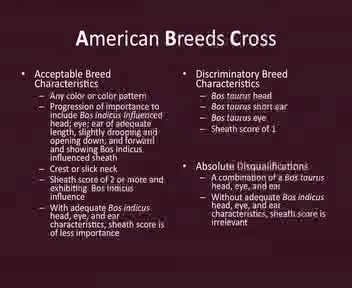 American Breeds Cross
• Acceptable Breed
Characteristics
– Any color or color pattern
– Progression of importance to
include Bos indicus Influenced
head; eye; ear of adequate
length, slightly drooping and
opening down, and forward
and showing Bos Indicus
influenced sheath
– Crest or slick neck
– Sheath score of 2 or more and
exhibiting Bos Indicus
influence
– With adequate Bos indicus
head, eye, and ear
characteristics, sheath score is
of less importance
• Discriminatory Breed
Characteristics
– Bos taurus head
– Bos taurus short ear
– Bos taurus eye
– Sheath score of 1
• Absolute Disqualifications
– A combination of a Bos taurus
head, eye, and ear
– Without adequate Bos indicus
head, eye, and ear
characteristics, sheath score is
irrelevant